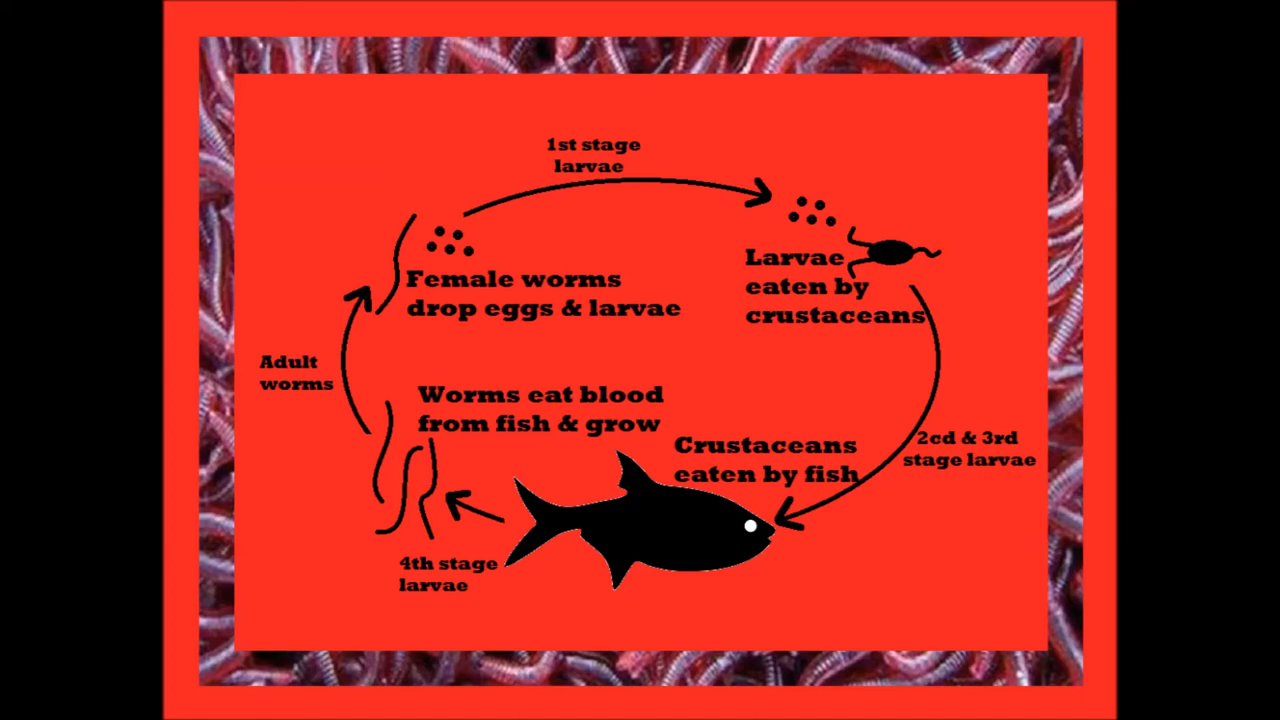 1st stage
larvae
Female worms
drop eggs & larvae
Larvae
eaten by
crustaceans
Adult
worms
Worms eat blood
from fish & grow
Crustaceans
eaten by fish
2cd & 3rd
stage larvae
4th stage
larvae